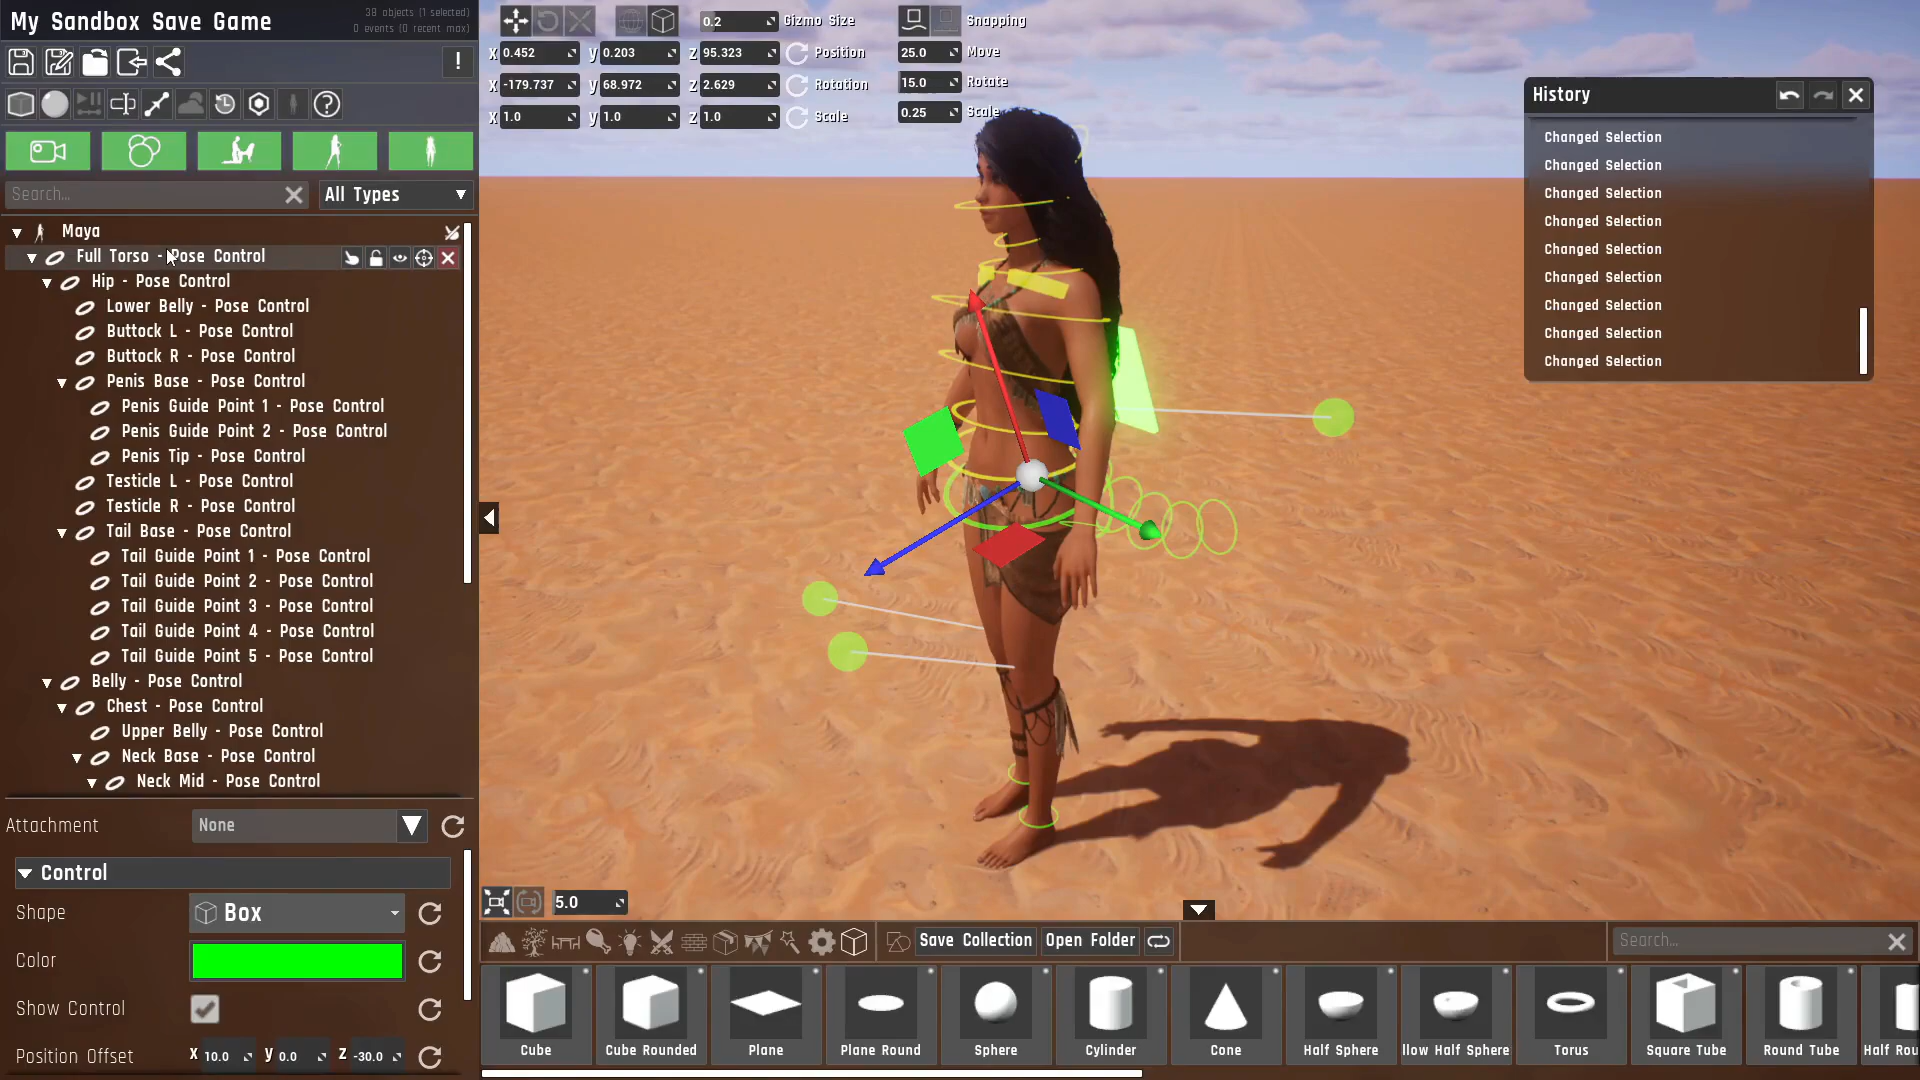 My Sandbox Save Game
38 objects (1 selected)
0 events (0 recent max)
Search...
All Types
Maya
Full Torso - Pose Control
Hip - Pose Control
Lower Belly - Pose Control
Buttock L - Pose Control
Buttock R - Pose Control
Penis Base - Pose Control
Penis Guide Point 1 - Pose Control
Penis Guide Point 2 - Pose Control
Penis Tip - Pose Control
Testicle L - Pose Control
Testicle R - Pose Control
Tail Base - Pose Control
Tail Guide Point 1 - Pose Control
Tail Guide Point 2 - Pose Control
Tail Guide Point 3 - Pose Control
Tail Guide Point 4 - Pose Control
Tail Guide Point 5 - Pose Control
Belly - Pose Control
Chest - Pose Control
Upper Belly - Pose Control
Neck Base - Pose Control
Neck Mid - Pose Control
Attachment None
Control
Shape Box
Color
Show Control
Position Offset X 10.0 y 0.0 Z -30.0
0.2 Gizmo Size Snapping
X 0.452 y 0.203 Z 95.323 Position 25.0 Move
X -179.737 y 68.972 Z 2.629 Rotation 15.0 Rotate
X 1.0 y 1.0 Z 1.0 Scale 0.25 Scale
History
Changed Selection
Changed Selection
Changed Selection
Changed Selection
Changed Selection
Changed Selection
Changed Selection
Changed Selection
Changed Selection
5.0
Save Collection Open Folder Search...
Cube Cube Rounded Plane Plane Round Sphere Cylinder Cone Half Sphere llow Half Sphere Torus Square Tube Round Tube Half Rou